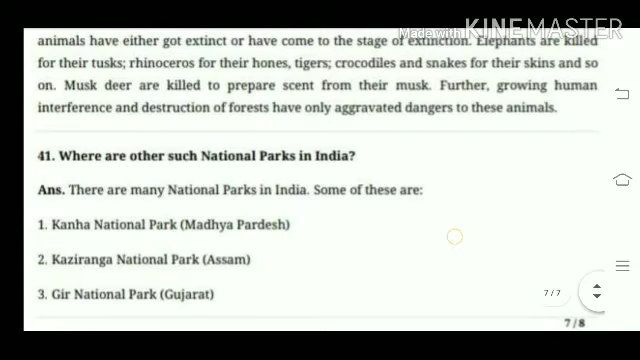 Made with KINEMASTER
animals have either got extinct or have come to the stage of extinction. Elephants are killed
for their tusks; rhinoceros for their hones, tigers; crocodiles and snakes for their skins and so
on. Musk deer are killed to prepare scent from their musk. Further, growing human
interference and destruction of forests have only aggravated dangers to these animals.
41. Where are other such National Parks in India?
Ans. There are many National Parks in India. Some of these are:
1. Kanha National Park (Madhya Pardesh)
2. Kaziranga National Park (Assam)
3. Gir National Park (Gujarat)
7/7
7/8